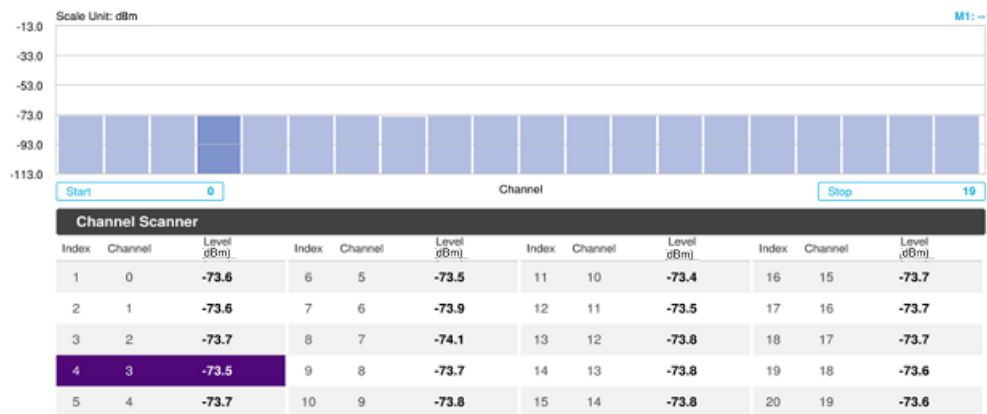 Scale Unit: dBm M1: --
-13.0
-33.0
-53.0
-73.0
-93.0
-113.0
Start 0 Channel Stop 19
Channel Scanner
Index Channel Level (dBm) Index Channel Level (dBm) Index Channel Level (dBm) Index Channel Level (dBm)
1 0 -73.6 6 5 -73.5 11 10 -73.4 16 15 -73.7
2 1 -73.6 7 6 -73.9 12 11 -73.5 17 16 -73.7
3 2 -73.7 8 7 -74.1 13 12 -73.8 18 17 -73.7
4 3 -73.5 9 8 -73.7 14 13 -73.8 19 18 -73.6
5 4 -73.7 10 9 -73.8 15 14 -73.8 20 19 -73.6